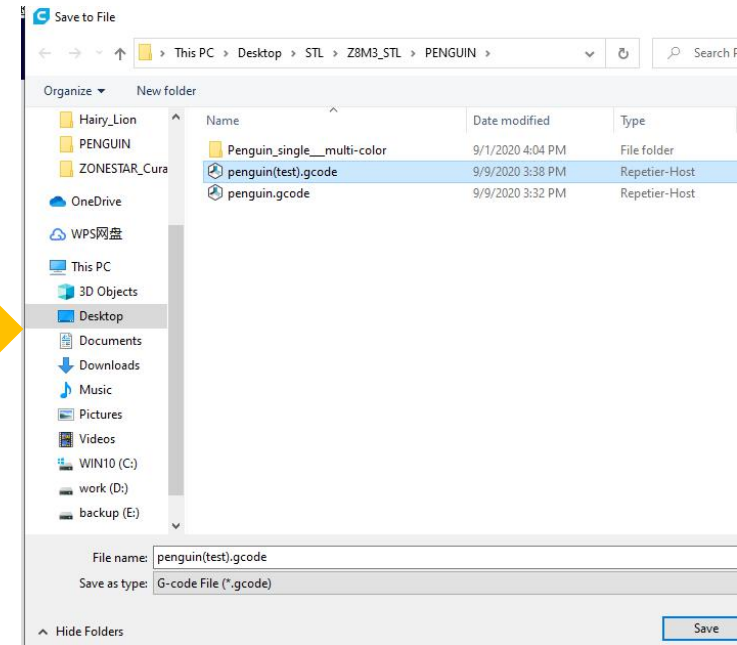 Save to File
This PC > Desktop > STL > Z8M3_STL > PENGUIN >
Search
Organize
New folder
Hairy_Lion
PENGUIN
ZONESTAR_Cura
OneDrive
WPS网盘
This PC
3D Objects
Desktop
Documents
Downloads
Music
Pictures
Videos
WIN10 (C:)
work (D:)
backup (E:)
Name Date modified Type
Penguin_single__multi-color 9/1/2020 4:04 PM File folder
penguin(test).gcode 9/9/2020 3:38 PM Repetier-Host
penguin.gcode 9/9/2020 3:32 PM Repetier-Host
File name: penguin(test).gcode
Save as type: G-code File (*.gcode)
Hide Folders
Save